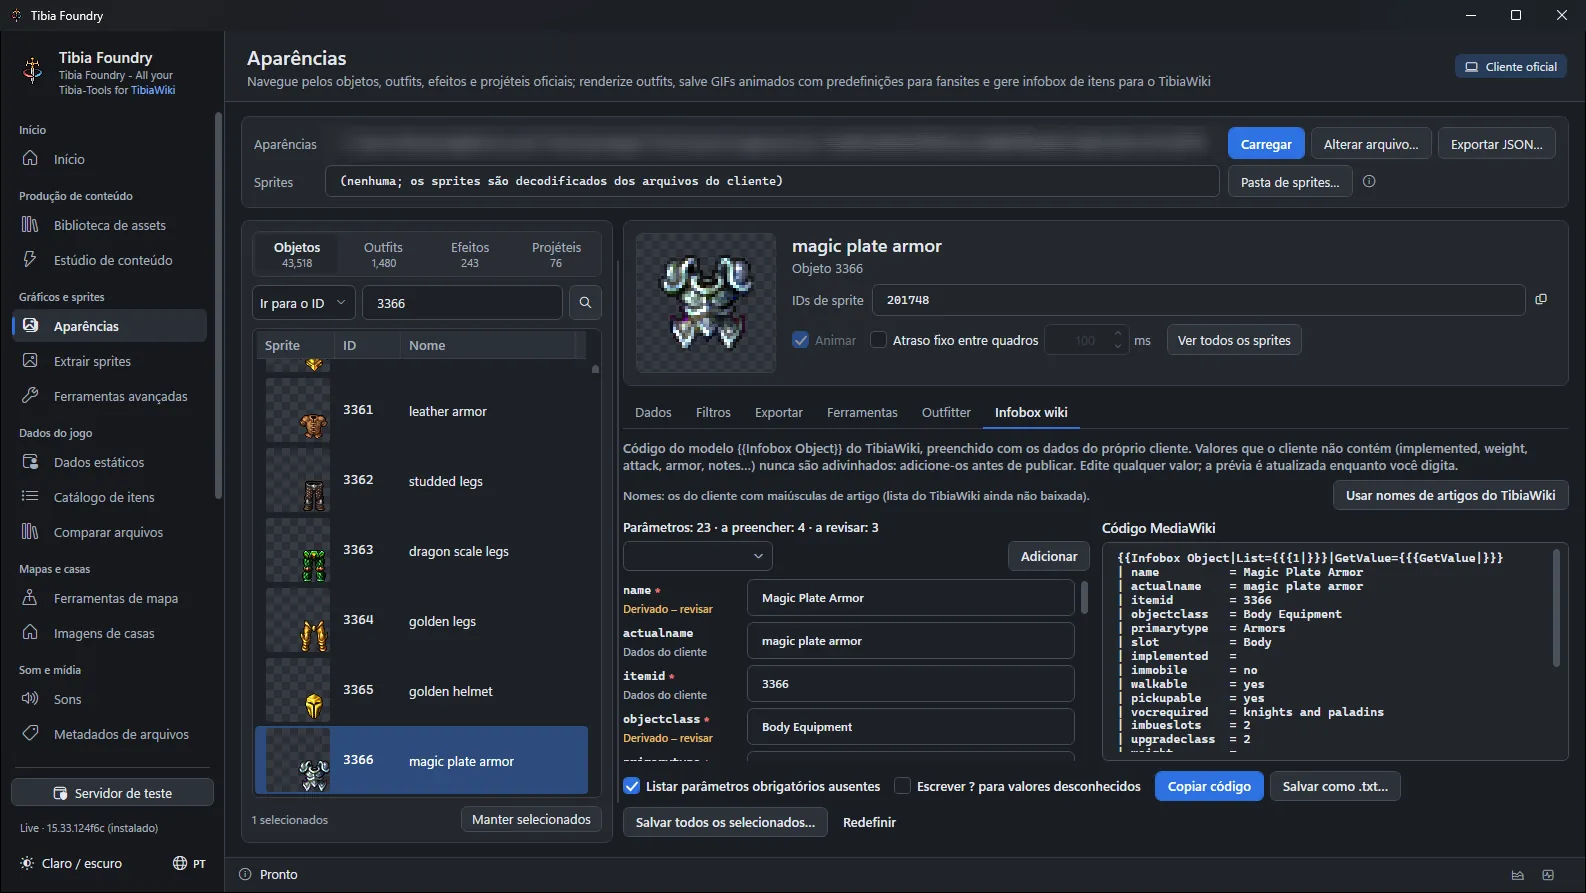 Tibia Foundry
Tibia Foundry
Tibia Foundry - All your
Tibia-Tools for TibiaWiki
Início
Início
Produção de conteúdo
Biblioteca de assets
Estúdio de conteúdo
Gráficos e sprites
Aparências
Extrair sprites
Ferramentas avançadas
Dados do jogo
Dados estáticos
Catálogo de itens
Comparar arquivos
Mapas e casas
Ferramentas de mapa
Imagens de casas
Som e mídia
Sons
Metadados de arquivos
Servidor de teste
Live · 15.33.124f6c (instalado)
Claro / escuro PT
Aparências
Navegue pelos objetos, outfits, efeitos e projéteis oficiais; renderize outfits, salve GIFs animados com predefinições para fansites e gere infobox de itens para o TibiaWiki
Cliente oficial
Aparências
Carregar Alterar arquivo... Exportar JSON...
Sprites (nenhuma; os sprites são decodificados dos arquivos do cliente) Pasta de sprites...
Objetos Outfits Efeitos Projéteis
43,518 1,480 243 76
Ir para o ID 3366
Sprite ID Nome
3361 leather armor
3362 studded legs
3363 dragon scale legs
3364 golden legs
3365 golden helmet
3366 magic plate armor
1 selecionados Manter selecionados
magic plate armor
Objeto 3366
IDs de sprite 201748
Animar Atraso fixo entre quadros 100 ms Ver todos os sprites
Dados Filtros Exportar Ferramentas Outfitter Infobox wiki
Código do modelo {{Infobox Object}} do TibiaWiki, preenchido com os dados do próprio cliente. Valores que o cliente não contém (implemented, weight,
attack, armor, notes...) nunca são adivinhados: adicione-os antes de publicar. Edite qualquer valor; a prévia é atualizada enquanto você digita.
Nomes: os do cliente com maiúsculas de artigo (lista do TibiaWiki ainda não baixada).
Usar nomes de artigos do TibiaWiki
Parâmetros: 23 · a preencher: 4 · a revisar: 3
Adicionar
name * Magic Plate Armor
Derivado – revisar
actualname magic plate armor
Dados do cliente
itemid * 3366
Dados do cliente
objectclass * Body Equipment
Derivado – revisar
Código MediaWiki
{{Infobox Object|List={{{1|}}}|GetValue={{{GetValue|}}}
| name = Magic Plate Armor
| actualname = magic plate armor
| itemid = 3366
| objectclass = Body Equipment
| primarytype = Armors
| slot = Body
| implemented =
| immobile = no
| walkable = yes
| pickupable = yes
| vocrequired = knights and paladins
| imbueslots = 2
| upgradeclass = 2
Listar parâmetros obrigatórios ausentes Escrever ? para valores desconhecidos Copiar código Salvar como .txt...
Salvar todos os selecionados... Redefinir
Pronto